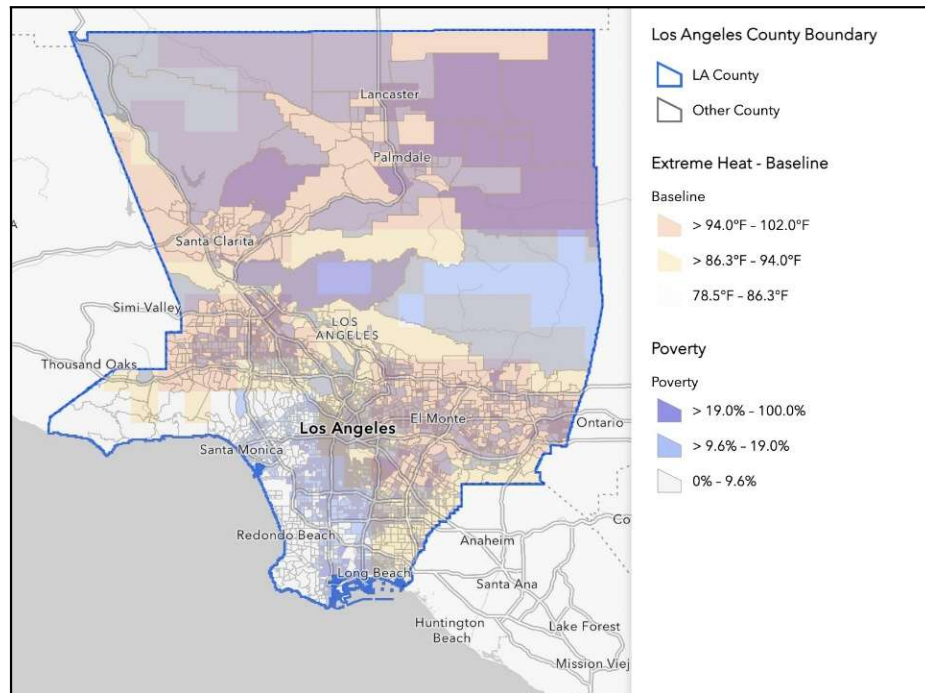 Lancaster
Palmdale
Santa Clarita
Simi Valley
LOS
ANGELES
Thousand Oaks
El Monte
Ontario
Los Angeles
Santa Monica
Redondo Beach
Anaheim
Long Beach
Santa Ana
Huntington
Beach
Lake Forest
Mission Viej
A
Co
Los Angeles County Boundary
LA County
Other County
Extreme Heat - Baseline
Baseline
> 94.0°F - 102.0°F
> 86.3°F - 94.0°F
78.5°F - 86.3°F
Poverty
Poverty
> 19.0% - 100.0%
> 9.6% - 19.0%
0% - 9.6%